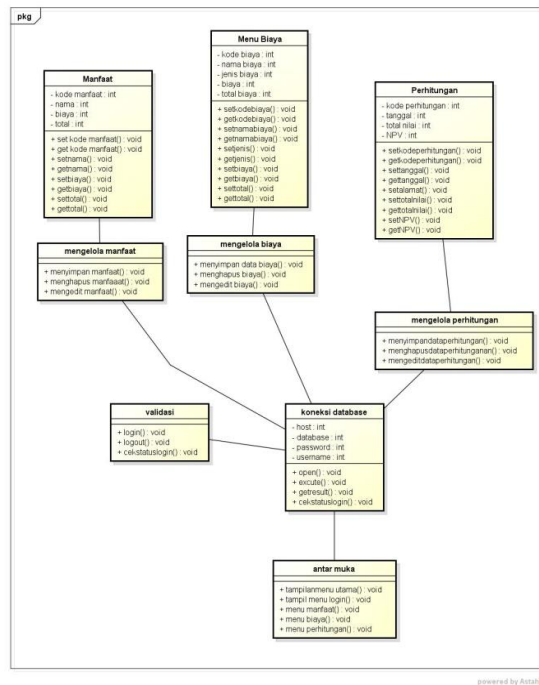 pkg
Menu Biaya
- kode biaya : int
- nama biaya : int
- jenis biaya : int
- biaya : int
- total biaya : int
+ setkodebiaya() : void
+ getkodebiaya() : void
+ setnamabiaya() : void
+ getnamabiaya() : void
+ setjenis() : void
+ getjenis() : void
+ setbiaya() : void
+ getbiaya() : void
+ settotal() : void
+ gettotal() : void
Manfaat
- kode manfaat : int
- nama : int
- biaya : int
- total : int
+ set kode manfaat() : void
+ get kode manfaat() : void
+ setnama() : void
+ getnama() : void
+ setbiaya() : void
+ getbiaya() : void
+ settotal() : void
+ gettotal() : void
Perhitungan
- kode perhitungan : int
- tanggal : int
- total nilai : int
- NPV : int
+ setkodeperhitungan() : void
+ getkodeperhitungan() : void
+ settanggal() : void
+ gettanggal() : void
+ setalamat() : void
+ settotalnilai() : void
+ gettotalnilai() : void
+ setNPV() : void
+ getNPV() : void
mengelola manfaat
+ menyimpan manfaat() : void
+ menghapus manfaaat() : void
+ mengedit manfaat() : void
mengelola biaya
+ menyimpan data biaya() : void
+ menghapus biaya() : void
+ mengedit biaya() : void
mengelola perhitungan
+ menyimpandataperhitungan() : void
+ menghapusdataperhitunganan() : void
+ mengeditdataperhitungan() : void
validasi
+ login() : void
+ logout() : void
+ cekstatuslogin() : void
koneksi database
- host : int
- database : int
- password : int
- username : int
+ open() : void
+ excute() : void
+ getresult() : void
+ cekstatuslogin() : void
antar muka
+ tampilanmenu utama() : void
+ tampil menu login() : void
+ menu manfaat() : void
+ menu biaya() : void
+ menu perhitungan() : void
powered by Astah